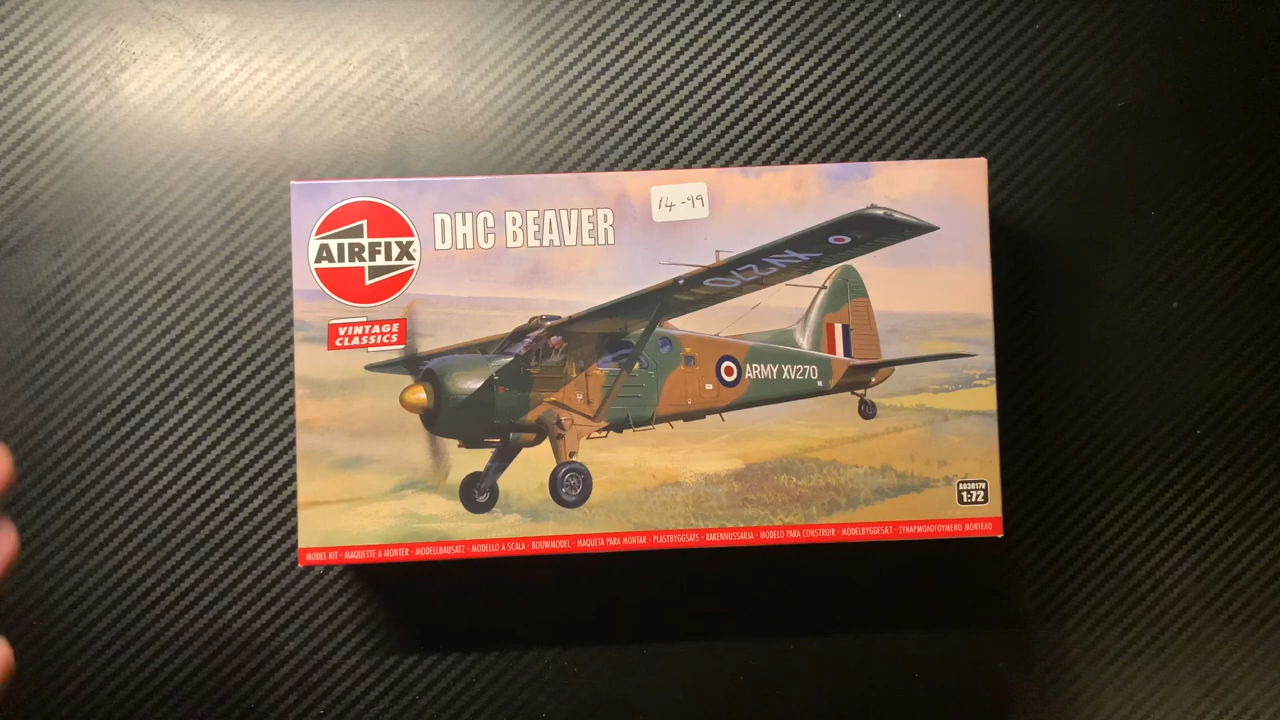 AIRFIX
DHC BEAVER
14-99
VINTAGE
CLASSICS
XV270
ARMY XV270
A03017V
1:72
MODEL KIT · MAQUETTE A MONTER · MODELLBAUSATZ · MODELLO A SCALA · BOUWMODEL · MAQUETA PARA MONTAR · PLASTBYGGSATS · RAKENNUSSARJA · MODELO PARA CONSTRUIR · MODELBYGGESÆT · ΣΥΝΑΡΜΟΛΟΓΟΥΜΕΝΟ ΜΟΝΤΕΛΟ